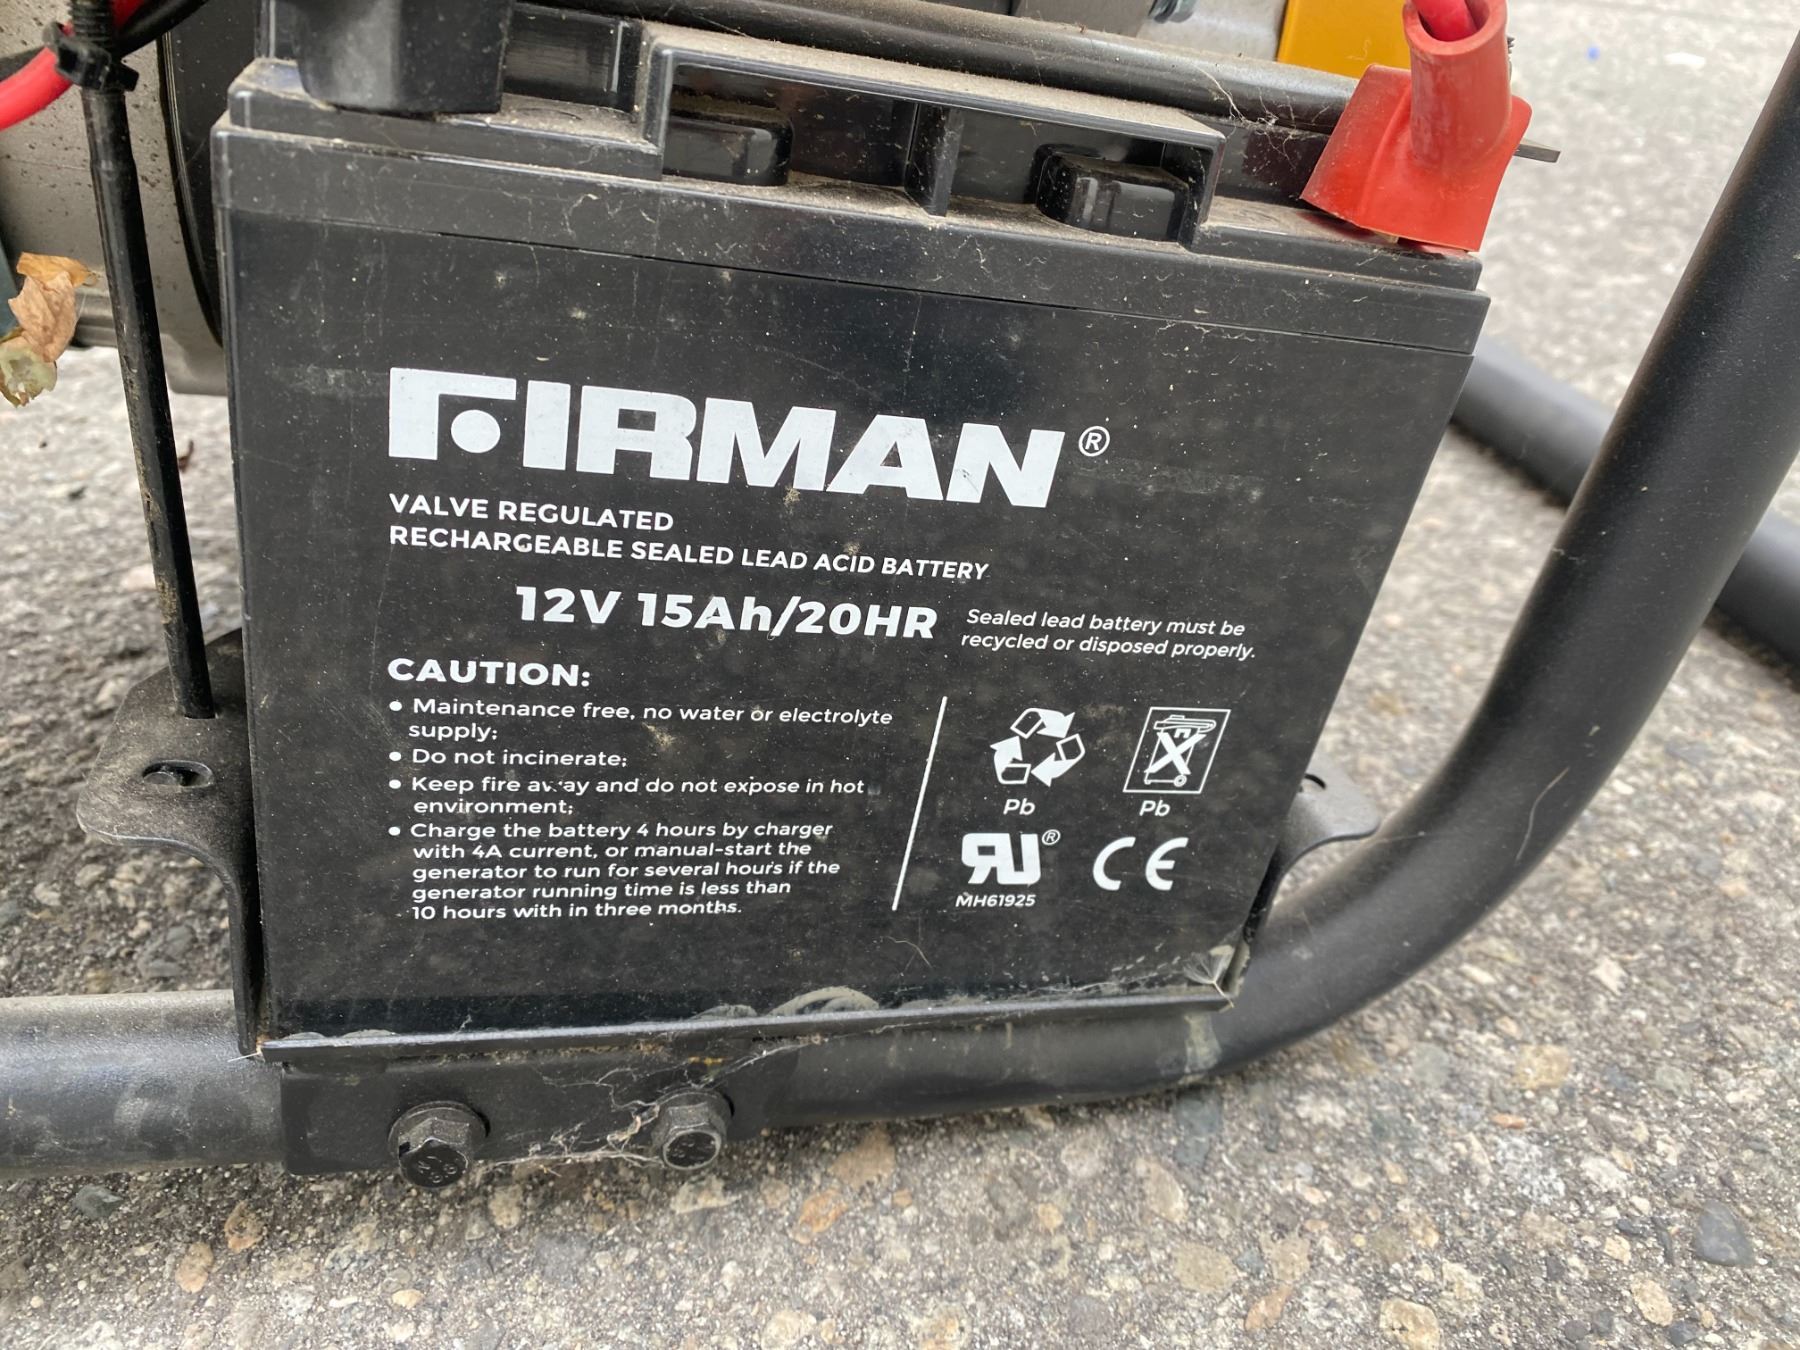 FIRMAN®
VALVE REGULATED
RECHARGEABLE SEALED LEAD ACID BATTERY
12V 15Ah/20HR
Sealed lead battery must be
recycled or disposed properly.
CAUTION:
• Maintenance free, no water or electrolyte
supply;
• Do not incinerate;
• Keep fire away and do not expose in hot
environment;
• Charge the battery 4 hours by charger
with 4A current, or manual-start the
generator to run for several hours if the
generator running time is less than
10 hours with in three months.
Pb
Pb
RU®
CE
MH61925